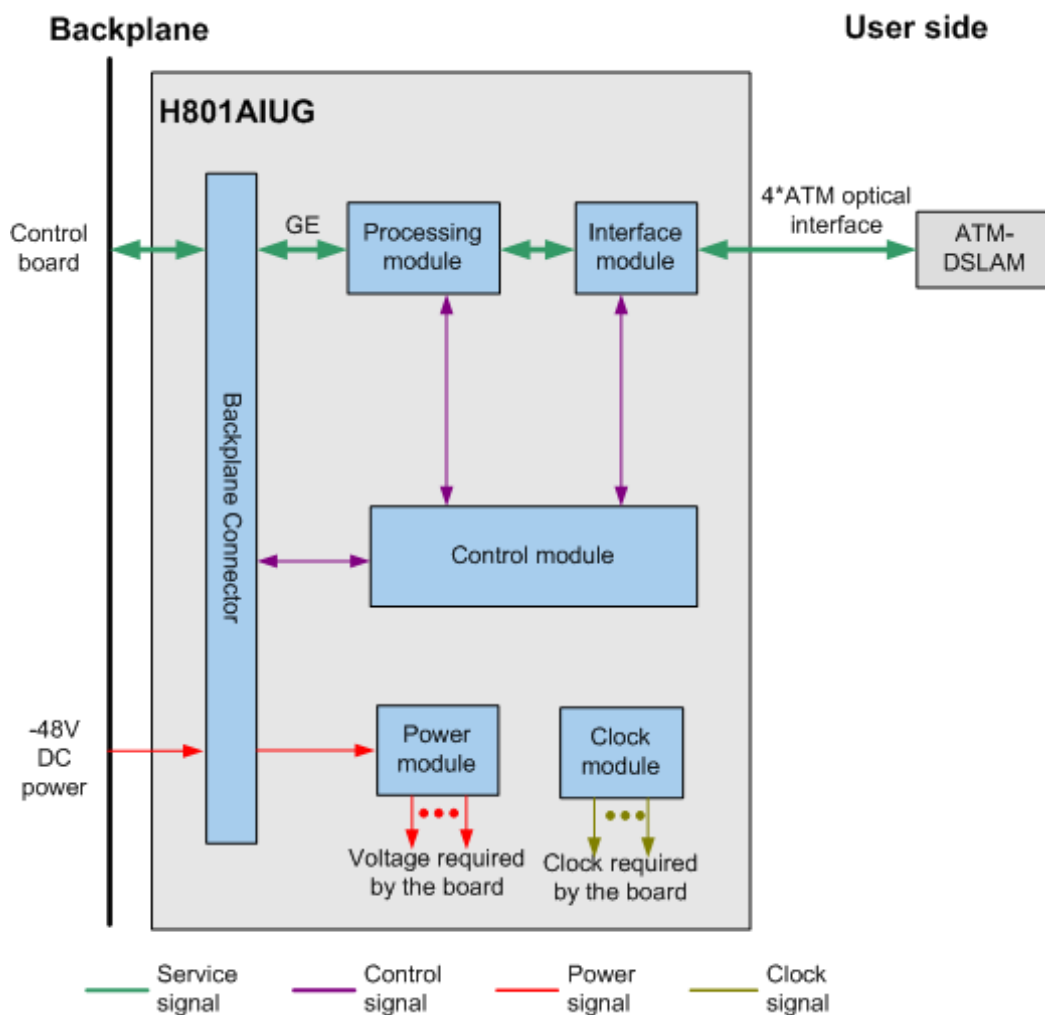 Backplane
User side
H801AIUG
4*ATM optical
interface
Control
board
GE
Processing
module
Interface
module
ATM-
DSLAM
Backplane Connector
Control module
-48V
DC
power
Power
module
Clock
module
Voltage required
by the board
Clock required
by the board
Service
signal
Control
signal
Power
signal
Clock
signal